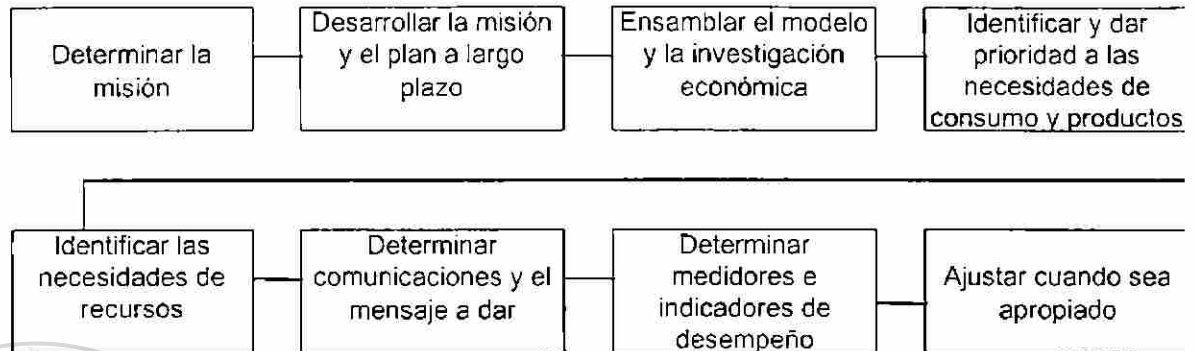 Determinar la
misión
Desarrollar la misión
y el plan a largo
plazo
Ensamblar el modelo
y la investigación
económica
Identificar y dar
prioridad a las
necesidades de
consumo y productos
Identificar las
necesidades de
recursos
Determinar
comunicaciones y el
mensaje a dar
Determinar
medidores e
indicadores de
desempeño
Ajustar cuando sea
apropiado